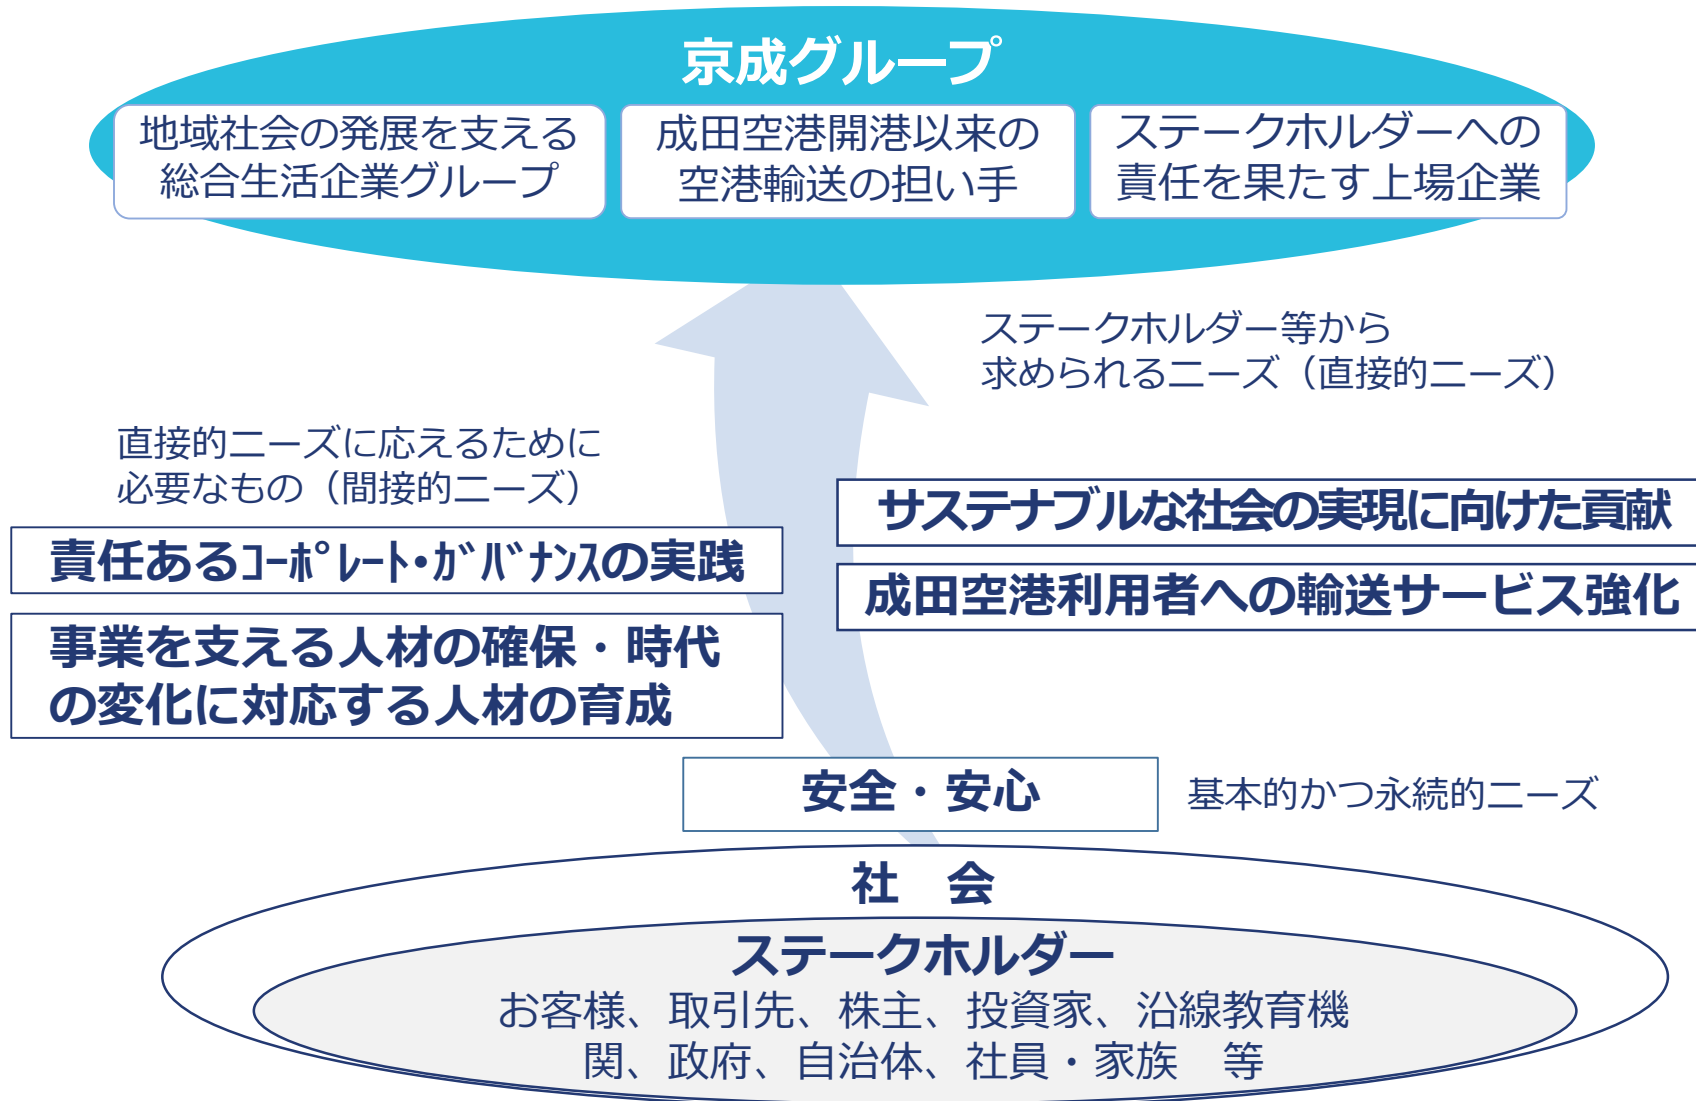 京成グループ
地域社会の発展を支える
総合生活企業グループ
成田空港開港以来の
空港輸送の担い手
ステークホルダーへの
責任を果たす上場企業
ステークホルダー等から
求められるニーズ（直接的ニーズ）
直接的ニーズに応えるために
必要なもの（間接的ニーズ）
サステナブルな社会の実現に向けた貢献
成田空港利用者への輸送サービス強化
責任あるｺｰﾎﾟﾚｰﾄ・ｶﾞﾊﾞﾅﾝｽの実践
事業を支える人材の確保・時代
の変化に対応する人材の育成
安全・安心
基本的かつ永続的ニーズ
社　会
ステークホルダー
お客様、取引先、株主、投資家、沿線教育機
関、政府、自治体、社員・家族　等